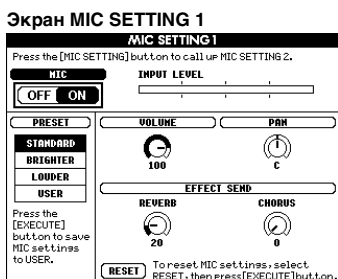 Экран MIC SETTING 1
MIC SETTING 1
Press the [MIC SETTING] button to call up MIC SETTING 2.
MIC
INPUT LEVEL
OFF ON
PRESET
VOLUME
PAN
STANDARD
BRIGHTER
LOUDER
USER
100
C
EFFECT SEND
REVERB
CHORUS
20
0
Press the
[EXECUTE]
button to save
MIC settings
to USER.
RESET
To reset MIC settings, select
RESET, then press [EXECUTE] button.